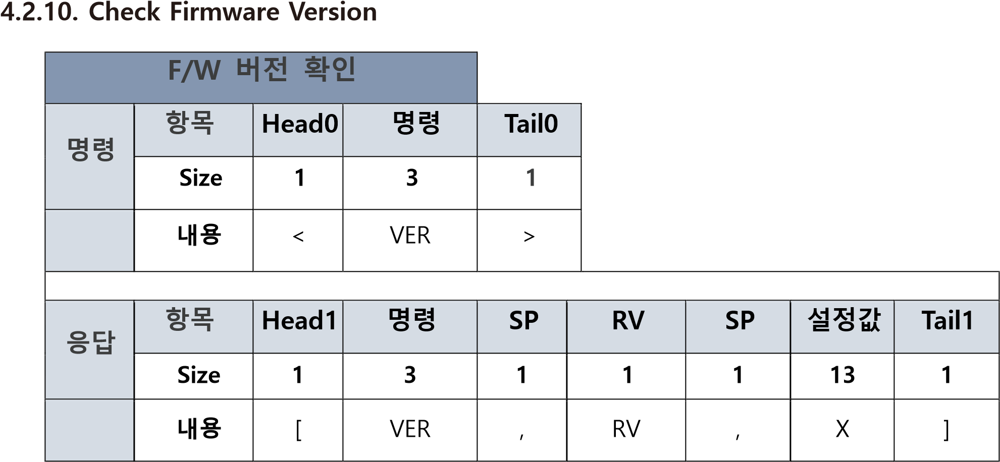 4.2.10. Check Firmware Version
F/W 버전 확인
명령 항목 Head0 명령 Tail0
Size 1 3 1
내용 < VER >
응답 항목 Head1 명령 SP RV SP 설정값 Tail1
Size 1 3 1 1 1 13 1
내용 [ VER , RV , X ]